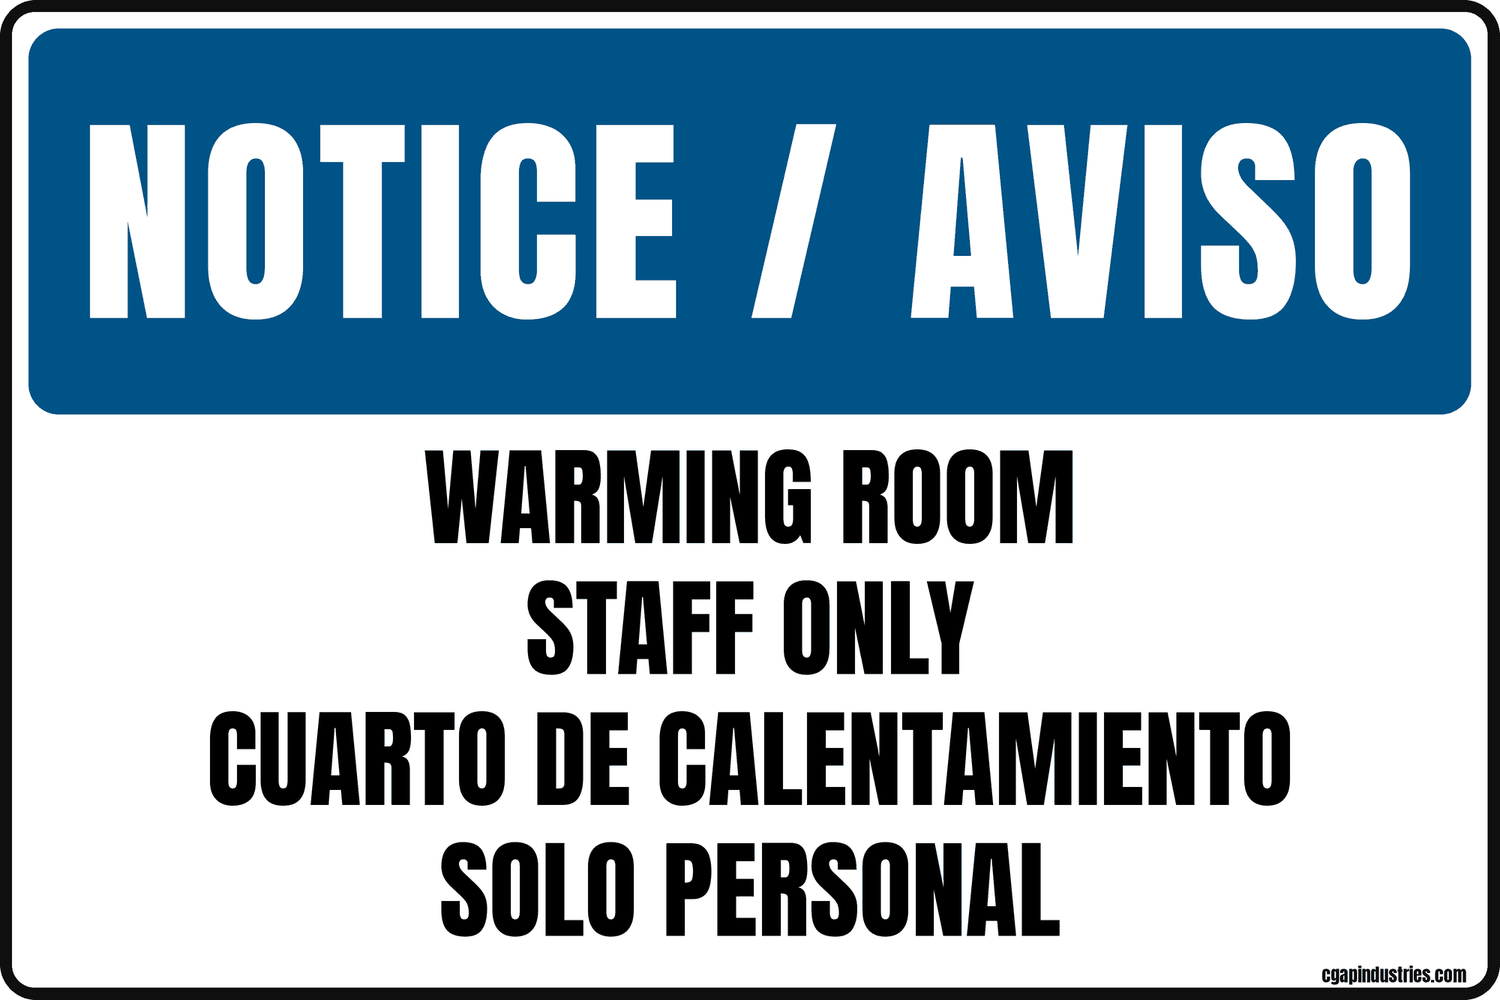 NOTICE / AVISO
WARMING ROOM
STAFF ONLY
CUARTO DE CALENTAMIENTO
SOLO PERSONAL
cgapindustries.com